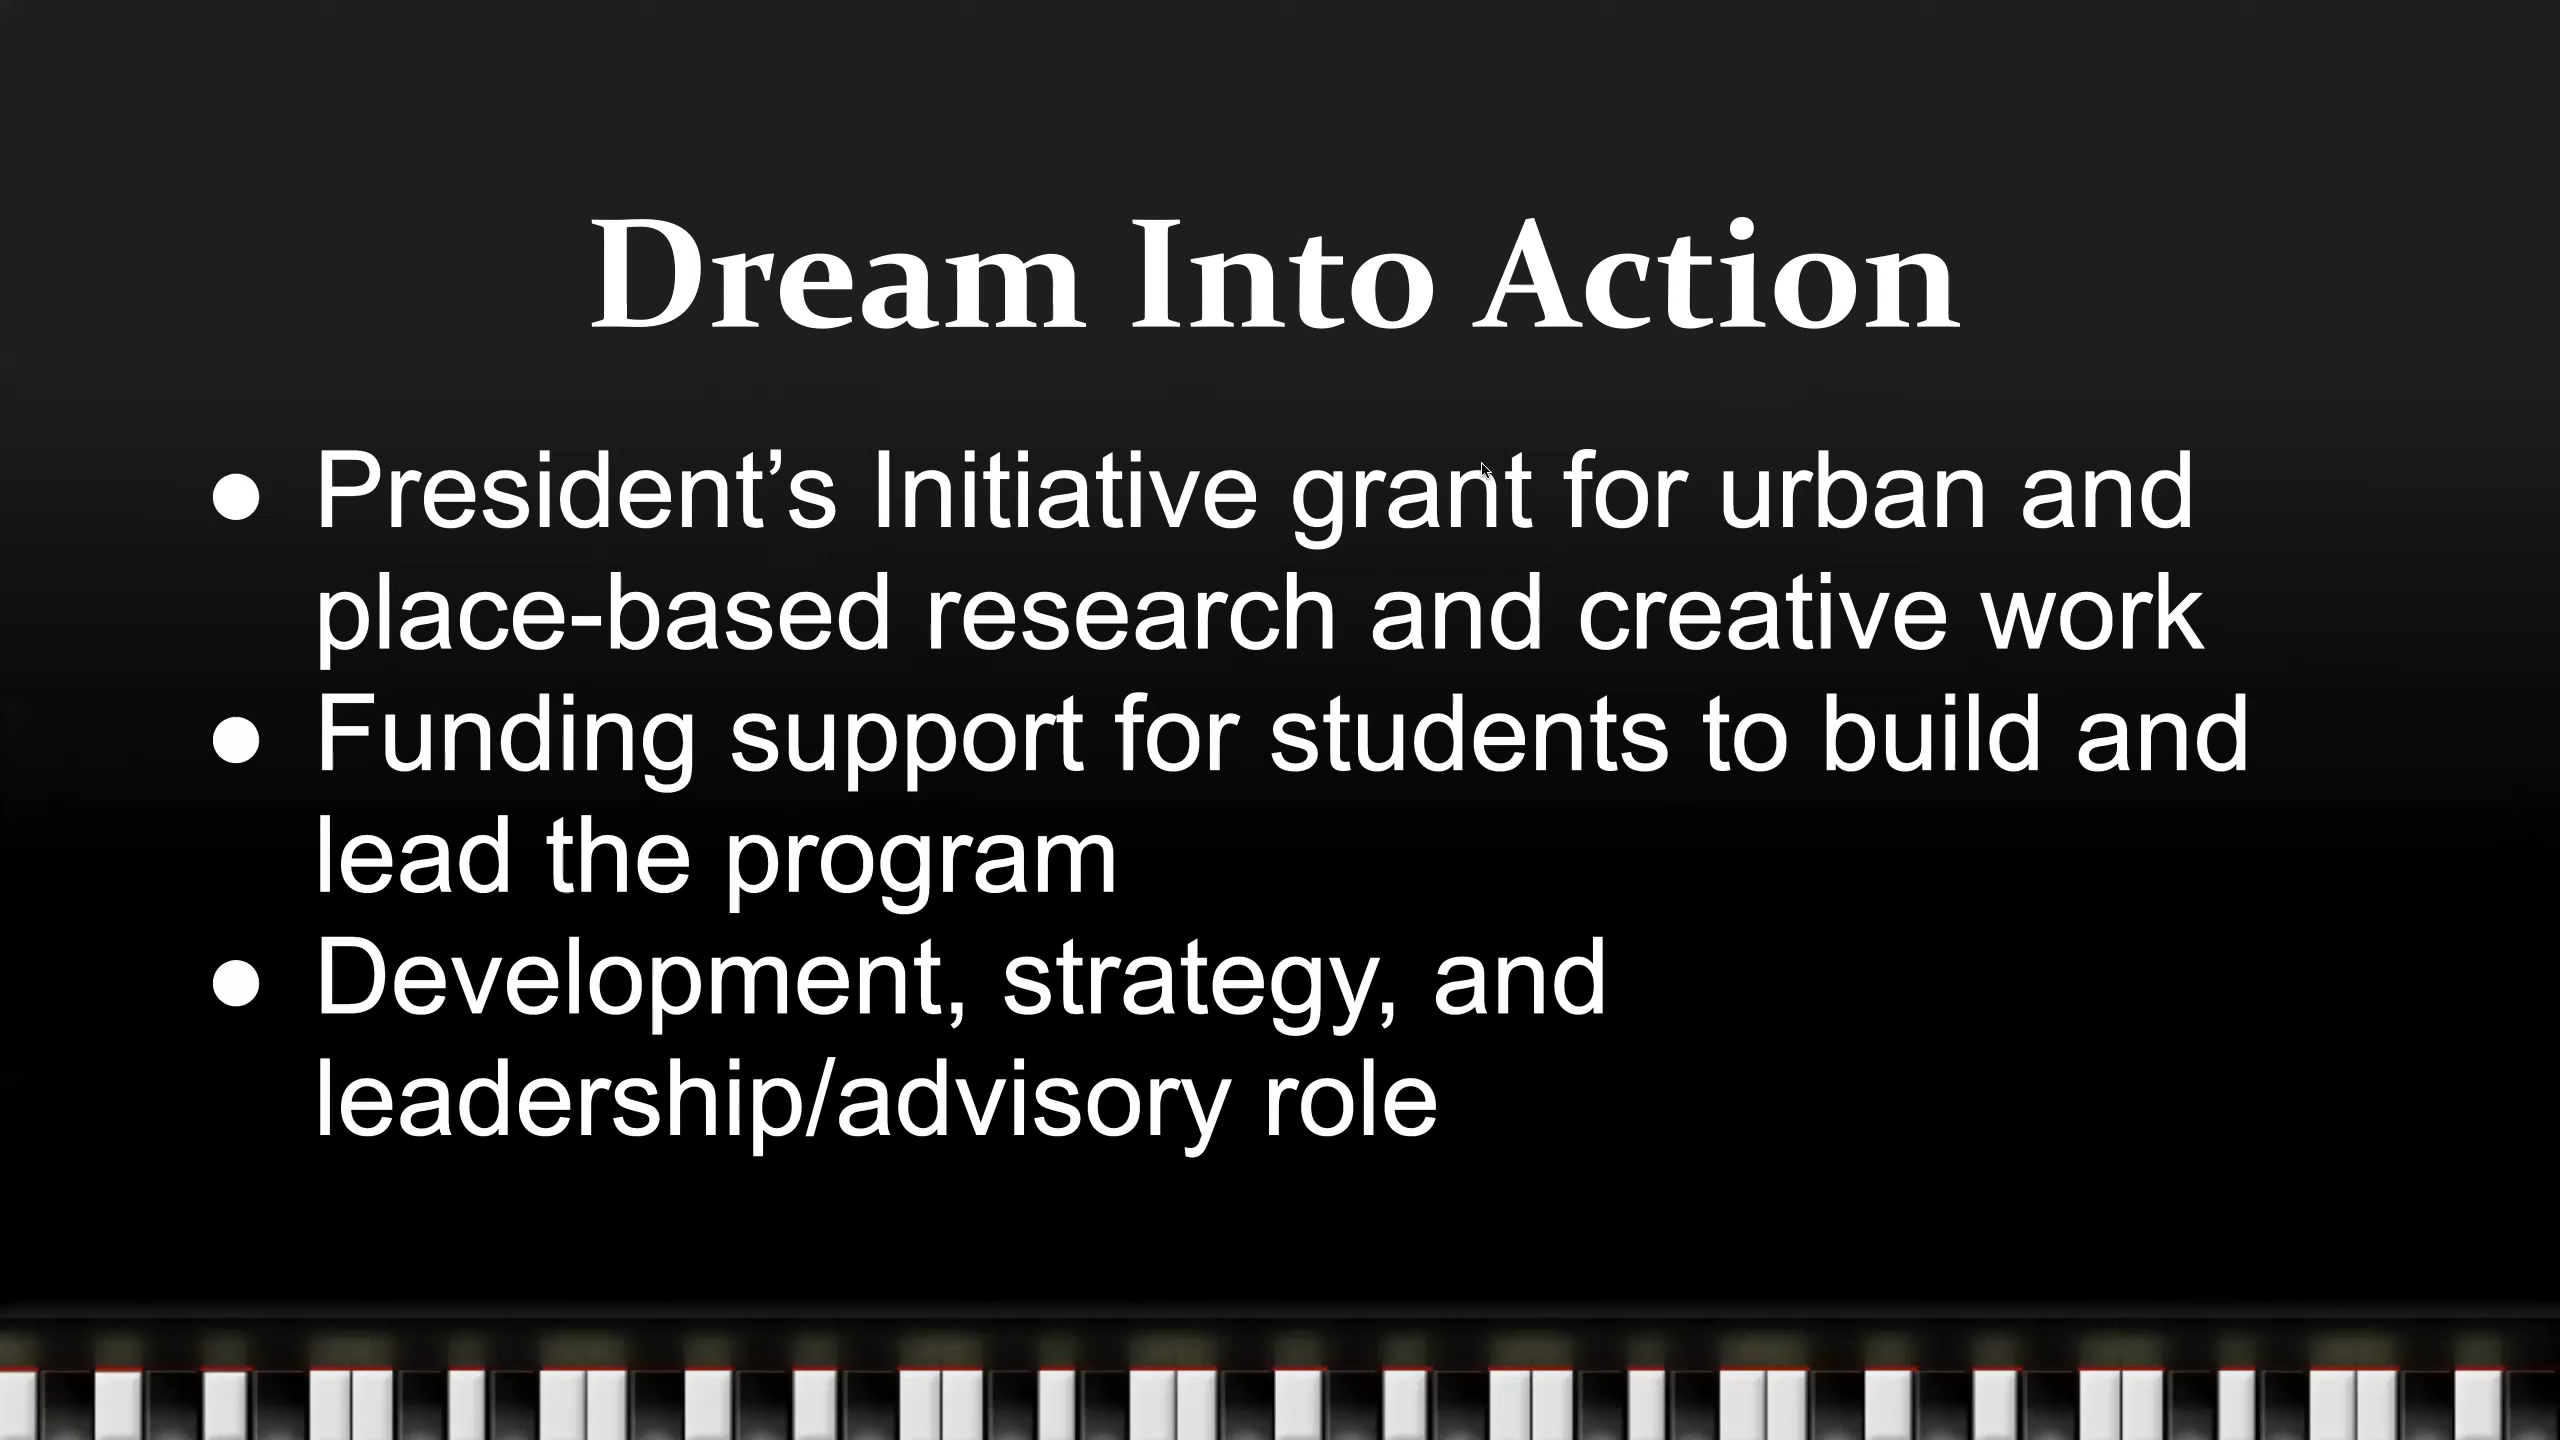 Dream Into Action
● President’s Initiative grant for urban and
place-based research and creative work
● Funding support for students to build and
lead the program
● Development, strategy, and
leadership/advisory role